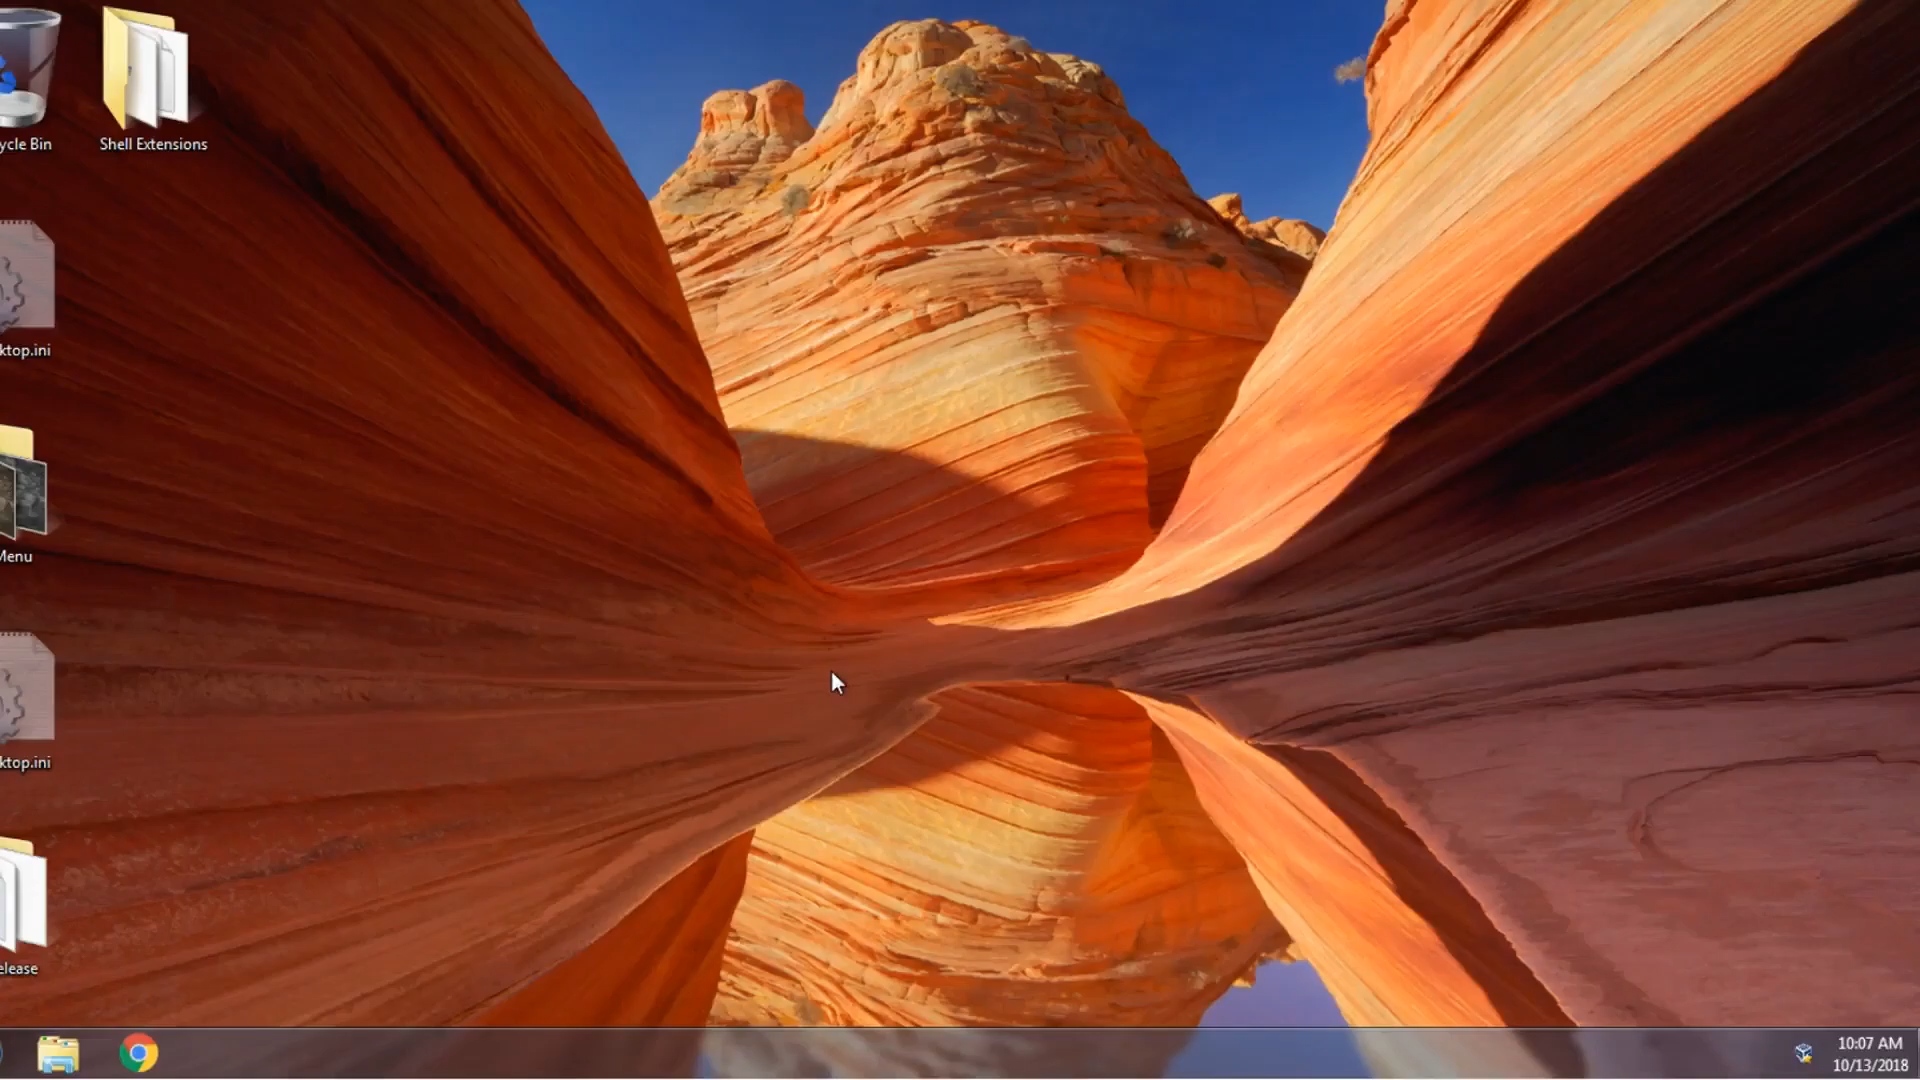 ycle Bin
Shell Extensions
ktop.ini
Menu
ktop.ini
elease
10:07 AM
10/13/2018